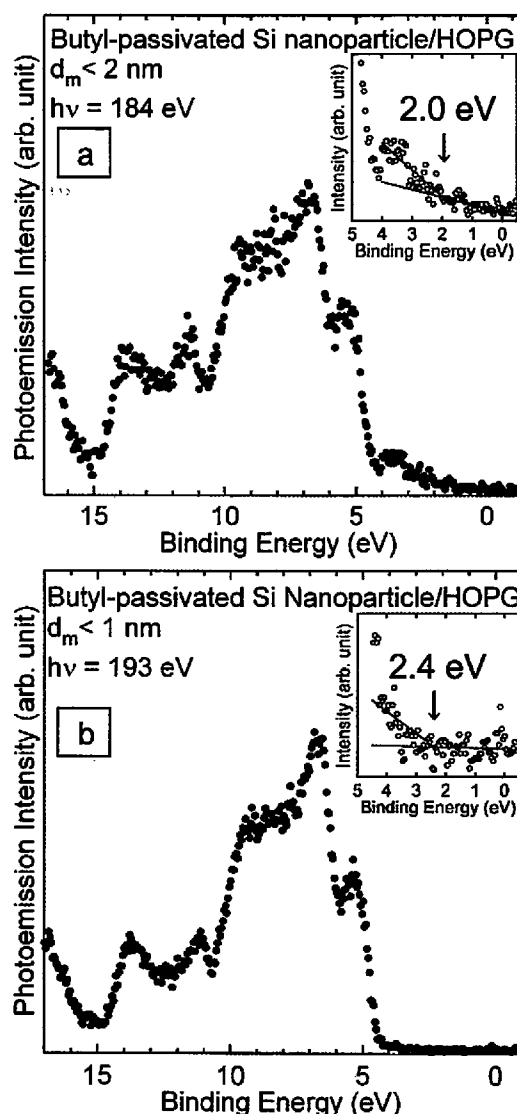 Butyl-passivated Si nanoparticle/HOPG
d_m< 2 nm
hν = 184 eV
a
2.0 eV
Intensity (arb. unit)
5 4 3 2 1 0
Binding Energy (eV)
Photoemission Intensity (arb. unit)
15 10 5 0
Binding Energy (eV)
Butyl-passivated Si Nanoparticle/HOPG
d_m< 1 nm
hν = 193 eV
b
2.4 eV
Intensity (arb. unit)
5 4 3 2 1 0
Binding Energy (eV)
Photoemission Intensity (arb. unit)
15 10 5 0
Binding Energy (eV)